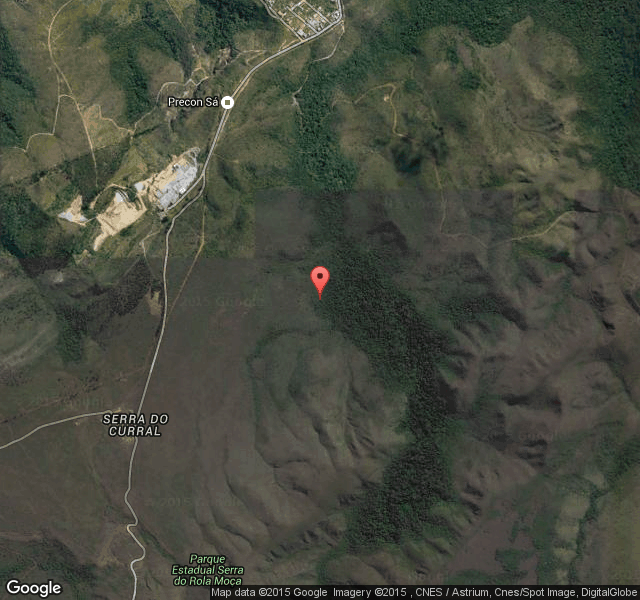 Precon Sá
SERRA DO
CURRAL
Parque
Estadual Serra
do Rola Moça
Google
Map data ©2015 Google Imagery ©2015 , CNES / Astrium, Cnes/Spot Image, DigitalGlobe